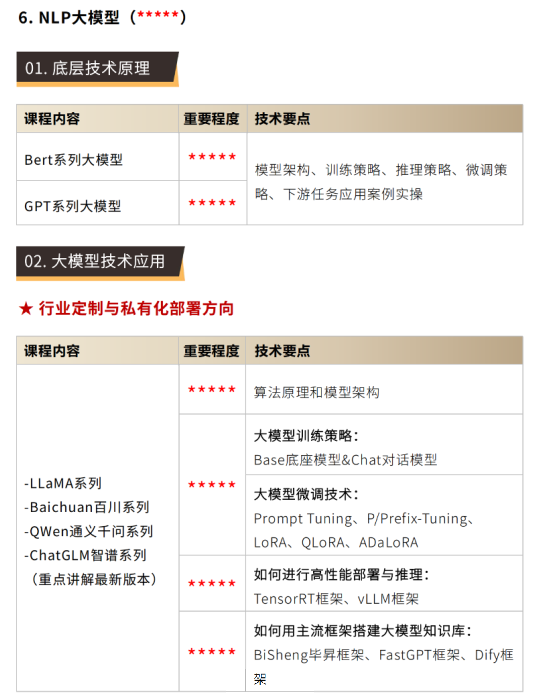 6. NLP大模型（*****）
01. 底层技术原理
课程内容 重要程度 技术要点
Bert系列大模型 *****
GPT系列大模型 *****
模型架构、训练策略、推理策略、微调策
略、下游任务应用案例实操
02. 大模型技术应用
★ 行业定制与私有化部署方向
课程内容 重要程度 技术要点
-LLaMA系列
-Baichuan百川系列
-QWen通义千问系列
-ChatGLM智谱系列
（重点讲解最新版本）
***** 算法原理和模型架构
*****
大模型训练策略：
Base底座模型&Chat对话模型
大模型微调技术：
Prompt Tuning、P/Prefix-Tuning、
LoRA、QLoRA、ADaLoRA
*****
如何进行高性能部署与推理：
TensorRT框架、vLLM框架
*****
如何用主流框架搭建大模型知识库：
BiSheng毕昇框架、FastGPT框架、Dify框
架